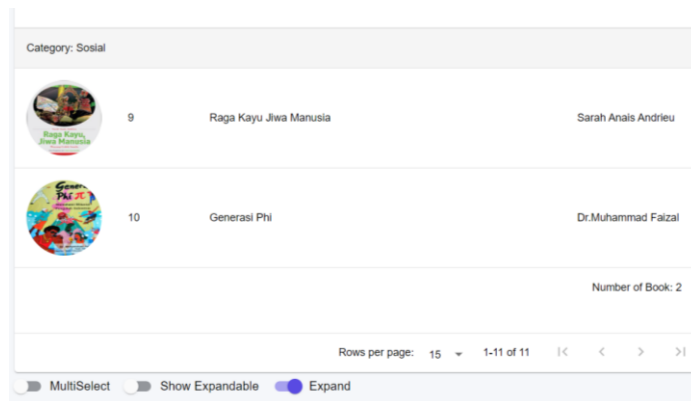 Category: Sosial
Raga Kayu,
Jiwa Manusia
9 Raga Kayu Jiwa Manusia Sarah Anais Andrieu
Phi π
10 Generasi Phi Dr.Muhammad Faizal
Number of Book: 2
Rows per page: 15 1-11 of 11
MultiSelect Show Expandable Expand